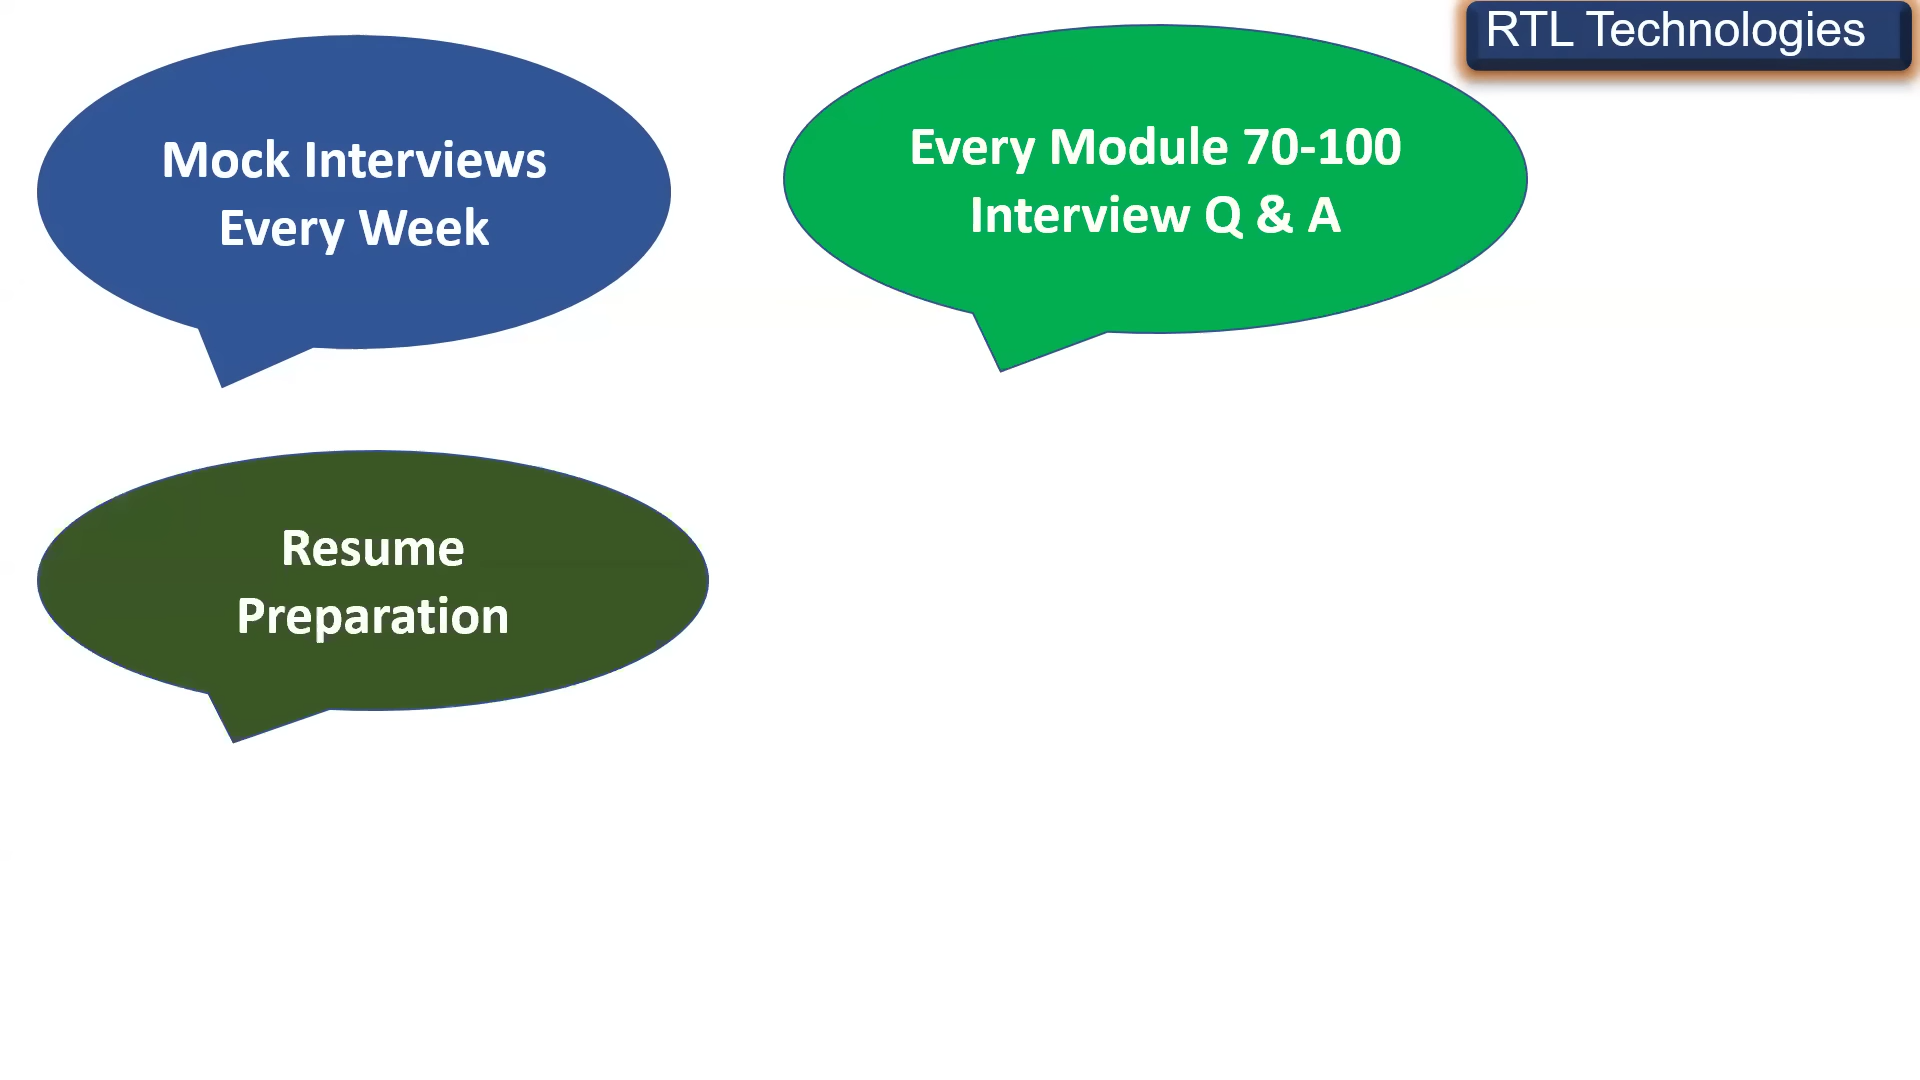 RTL Technologies
Mock Interviews
Every Week
Every Module 70-100
Interview Q & A
Resume
Preparation